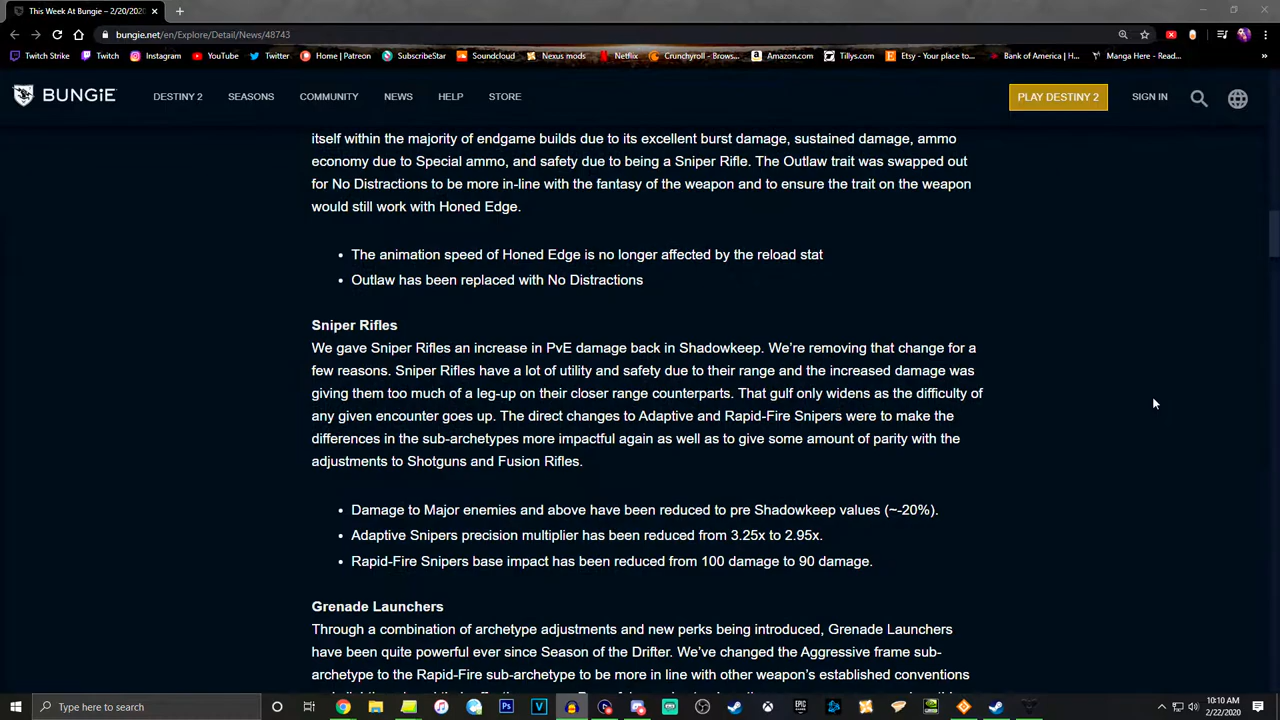 This Week At Bungie – 2/20/2020
bungie.net/en/Explore/Detail/News/48743
Twitch Strike
Twitch
Instagram
YouTube
Twitter
Home | Patreon
SubscribeStar
Soundcloud
Nexus mods
Netflix
Crunchyroll - Brows...
Amazon.com
Tillys.com
Etsy - Your place to...
Bank of America | H...
Manga Here - Read...
BUNGiE
DESTINY 2
SEASONS
COMMUNITY
NEWS
HELP
STORE
PLAY DESTINY 2
SIGN IN
itself within the majority of endgame builds due to its excellent burst damage, sustained damage, ammo
economy due to Special ammo, and safety due to being a Sniper Rifle. The Outlaw trait was swapped out
for No Distractions to be more in-line with the fantasy of the weapon and to ensure the trait on the weapon
would still work with Honed Edge.
• The animation speed of Honed Edge is no longer affected by the reload stat
• Outlaw has been replaced with No Distractions
Sniper Rifles
We gave Sniper Rifles an increase in PvE damage back in Shadowkeep. We're removing that change for a
few reasons. Sniper Rifles have a lot of utility and safety due to their range and the increased damage was
giving them too much of a leg-up on their closer range counterparts. That gulf only widens as the difficulty of
any given encounter goes up. The direct changes to Adaptive and Rapid-Fire Snipers were to make the
differences in the sub-archetypes more impactful again as well as to give some amount of parity with the
adjustments to Shotguns and Fusion Rifles.
• Damage to Major enemies and above have been reduced to pre Shadowkeep values (~-20%).
• Adaptive Snipers precision multiplier has been reduced from 3.25x to 2.95x.
• Rapid-Fire Snipers base impact has been reduced from 100 damage to 90 damage.
Grenade Launchers
Through a combination of archetype adjustments and new perks being introduced, Grenade Launchers
have been quite powerful ever since Season of the Drifter. We've changed the Aggressive frame sub-
archetype to the Rapid-Fire sub-archetype to be more in line with other weapon's established conventions
Type here to search
10:10 AM
2/22/2020